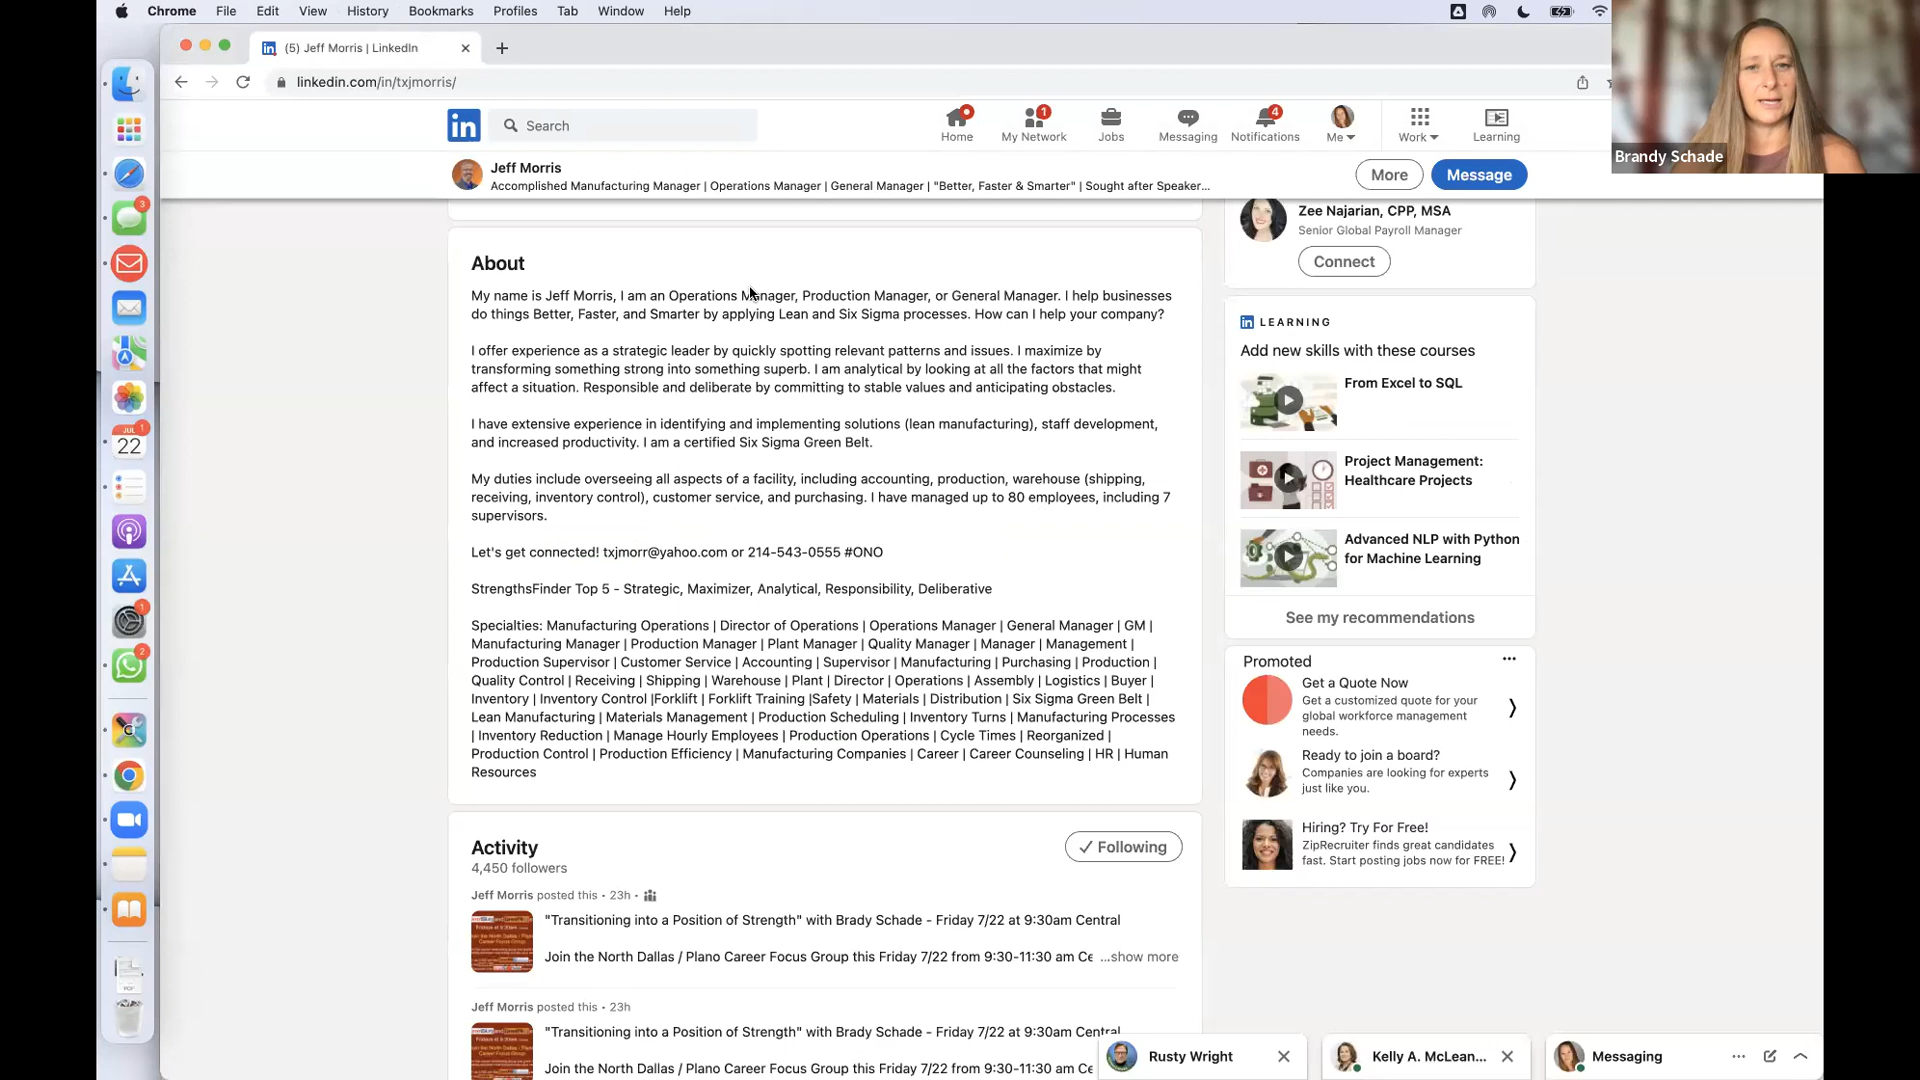 Chrome File Edit View History Bookmarks Profiles Tab Window Help
(5) Jeff Morris | LinkedIn
linkedin.com/in/txjmorris/
in
Search
Home
My Network
1
Jobs
Messaging
Notifications
4
Me
Work
Learning
Brandy Schade
Jeff Morris
Accomplished Manufacturing Manager | Operations Manager | General Manager | "Better, Faster & Smarter" | Sought after Speaker...
More
Message
About
My name is Jeff Morris, I am an Operations Manager, Production Manager, or General Manager. I help businesses
do things Better, Faster, and Smarter by applying Lean and Six Sigma processes. How can I help your company?
I offer experience as a strategic leader by quickly spotting relevant patterns and issues. I maximize by
transforming something strong into something superb. I am analytical by looking at all the factors that might
affect a situation. Responsible and deliberate by committing to stable values and anticipating obstacles.
I have extensive experience in identifying and implementing solutions (lean manufacturing), staff development,
and increased productivity. I am a certified Six Sigma Green Belt.
My duties include overseeing all aspects of a facility, including accounting, production, warehouse (shipping,
receiving, inventory control), customer service, and purchasing. I have managed up to 80 employees, including 7
supervisors.
Let's get connected! txjmorr@yahoo.com or 214-543-0555 #ONO
StrengthsFinder Top 5 - Strategic, Maximizer, Analytical, Responsibility, Deliberative
Specialties: Manufacturing Operations | Director of Operations | Operations Manager | General Manager | GM |
Manufacturing Manager | Production Manager | Plant Manager | Quality Manager | Manager | Management |
Production Supervisor | Customer Service | Accounting | Supervisor | Manufacturing | Purchasing | Production |
Quality Control | Receiving | Shipping | Warehouse | Plant | Director | Operations | Assembly | Logistics | Buyer |
Inventory | Inventory Control |Forklift | Forklift Training |Safety | Materials | Distribution | Six Sigma Green Belt |
Lean Manufacturing | Materials Management | Production Scheduling | Inventory Turns | Manufacturing Processes
| Inventory Reduction | Manage Hourly Employees | Production Operations | Cycle Times | Reorganized |
Production Control | Production Efficiency | Manufacturing Companies | Career | Career Counseling | HR | Human
Resources
Activity
4,450 followers
✓ Following
Jeff Morris posted this • 23h •
"Transitioning into a Position of Strength" with Brady Schade - Friday 7/22 at 9:30am Central
Join the North Dallas / Plano Career Focus Group this Friday 7/22 from 9:30-11:30 am Ce ...show more
Jeff Morris posted this • 23h
"Transitioning into a Position of Strength" with Brady Schade - Friday 7/22 at 9:30am Central
Join the North Dallas / Plano Career Focus Group this Friday 7/22 from 9:30-11:30 am Ce
Zee Najarian, CPP, MSA
Senior Global Payroll Manager
Connect
in LEARNING
Add new skills with these courses
From Excel to SQL
Project Management:
Healthcare Projects
Advanced NLP with Python
for Machine Learning
See my recommendations
Promoted
Get a Quote Now
Get a customized quote for your
global workforce management
needs.
Ready to join a board?
Companies are looking for experts
just like you.
Hiring? Try For Free!
ZipRecruiter finds great candidates
fast. Start posting jobs now for FREE!
Rusty Wright
Kelly A. McLean...
Messaging
3
JUL
1
22
1
2
PDF